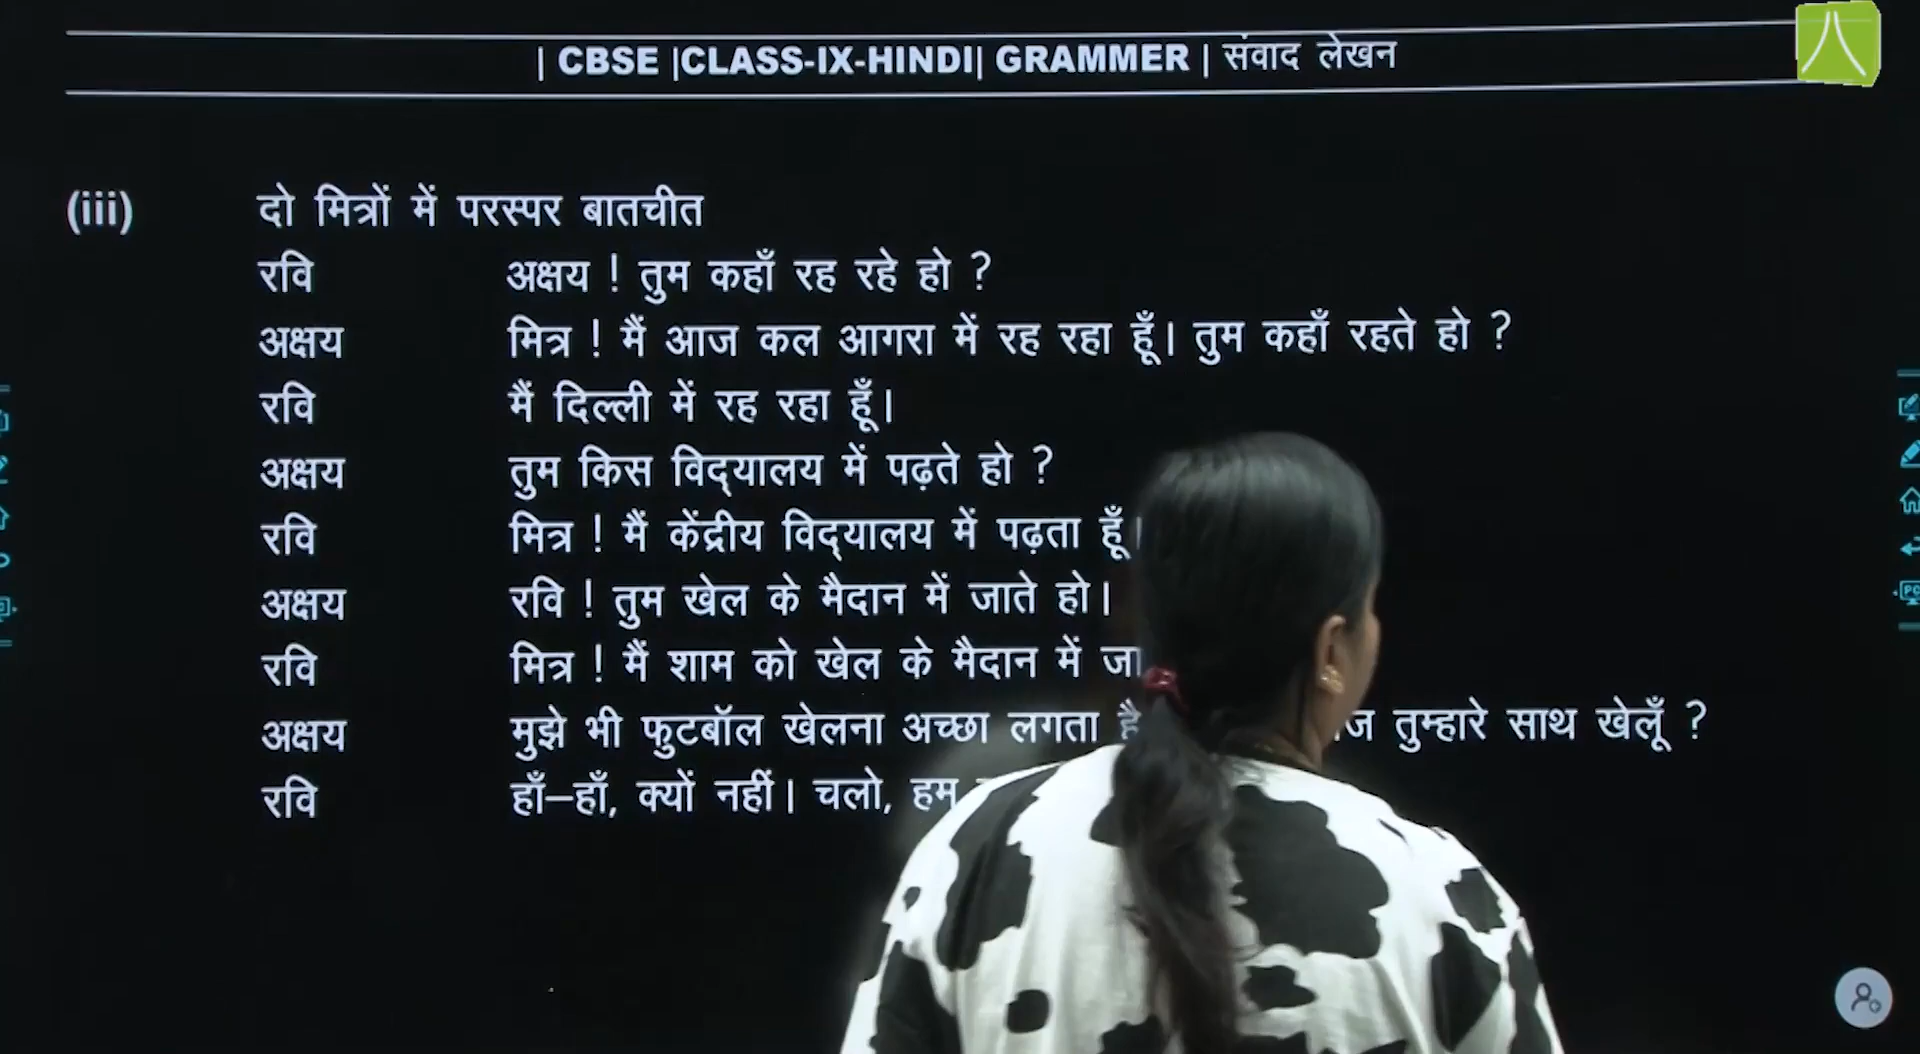 | CBSE |CLASS-IX-HINDI| GRAMMER | संवाद लेखन
(iii) दो मित्रों में परस्पर बातचीत
रवि अक्षय ! तुम कहाँ रह रहे हो ?
अक्षय मित्र ! मैं आज कल आगरा में रह रहा हूँ। तुम कहाँ रहते हो ?
रवि मैं दिल्ली में रह रहा हूँ।
अक्षय तुम किस विद्यालय में पढ़ते हो ?
रवि मित्र ! मैं केंद्रीय विद्यालय में पढ़ता हूँ।
अक्षय रवि ! तुम खेल के मैदान में जाते हो।
रवि मित्र ! मैं शाम को खेल के मैदान में
अक्षय मुझे भी फुटबॉल खेलना अच्छा लगता है तुम्हारे साथ खेलूँ ?
रवि हाँ–हाँ, क्यों नहीं। चलो, हम
PC